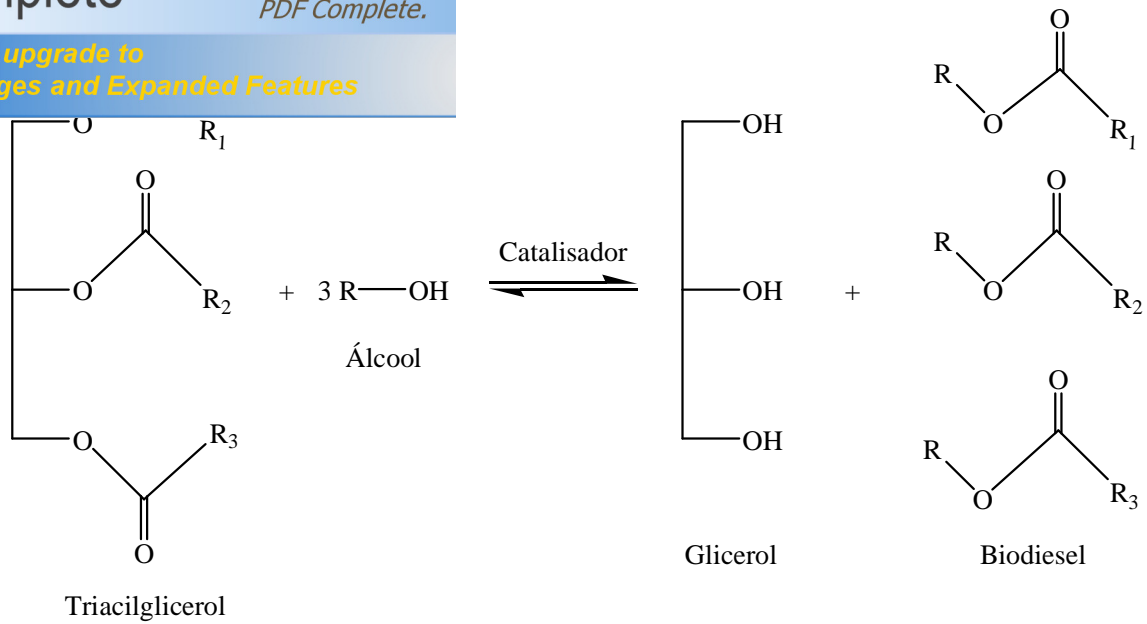 PDF Complete.
upgrade to
and Expanded Features
O
R
O
R1
O
R1
OH
O
O
R2
+ 3 R OH
Álcool
Catalisador
OH
+
O
R
O
R2
O
R3
O
OH
O
R
O
R3
Triacilglicerol
Glicerol
Biodiesel